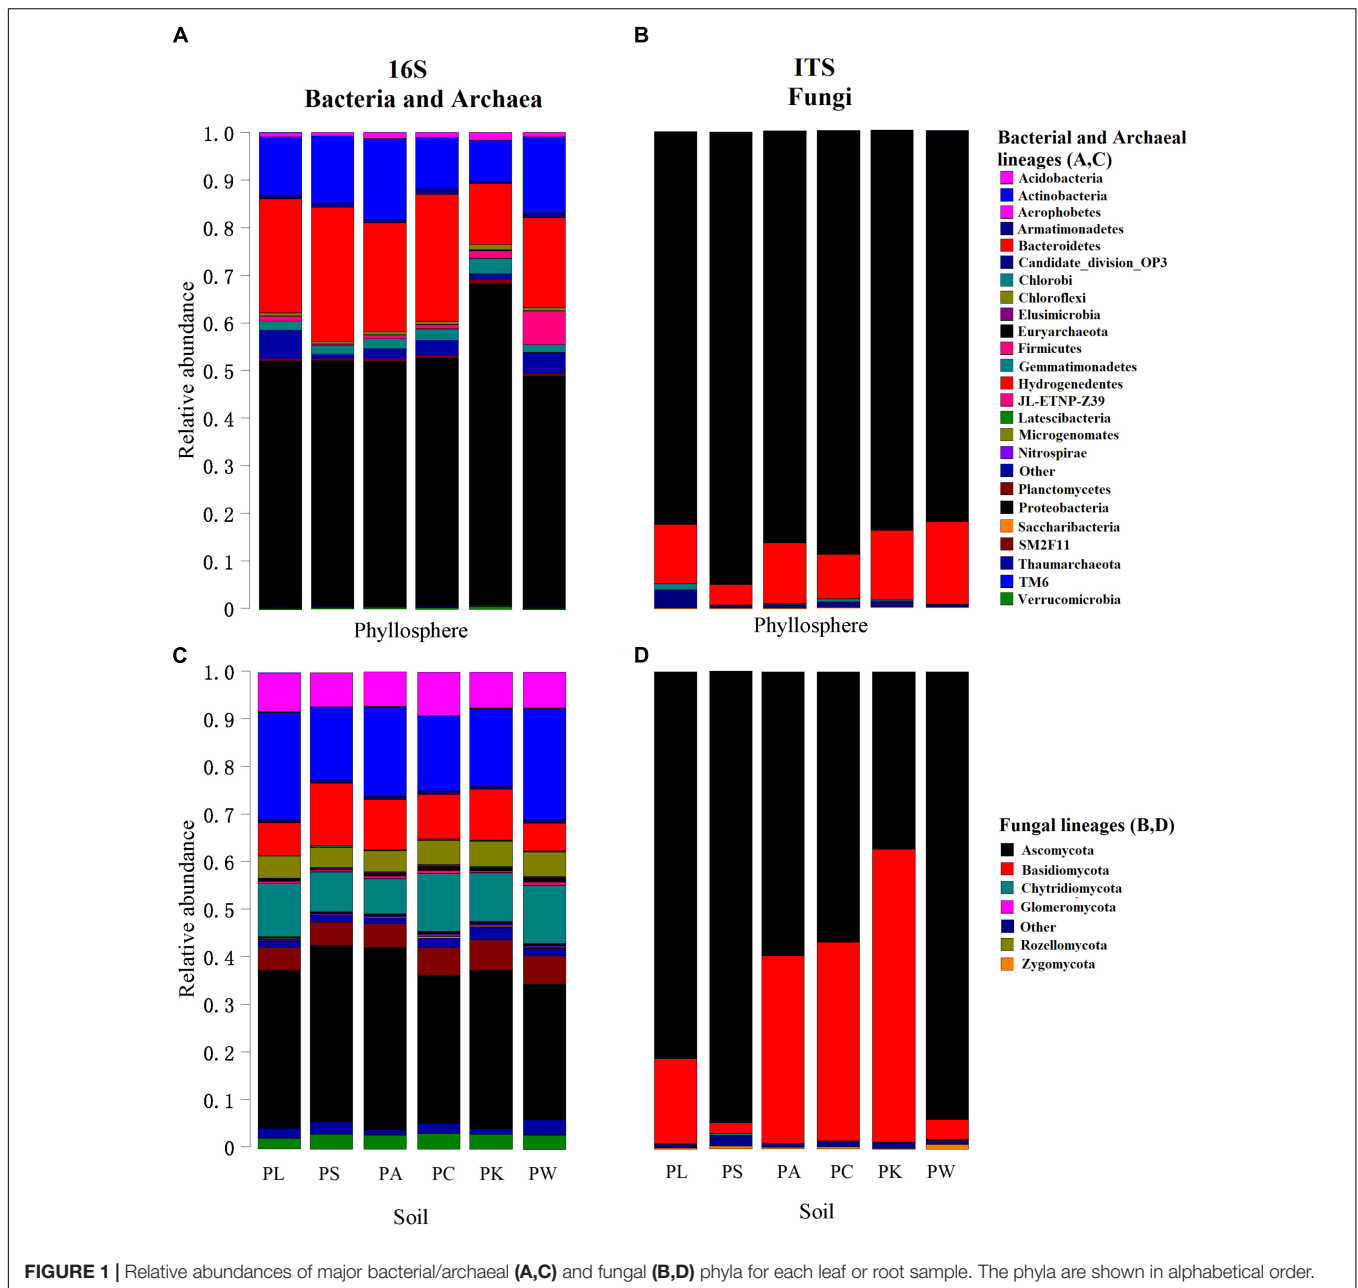 A
B
16S
Bacteria and Archaea
ITS
Fungi
1.0
0.9
0.8
0.7
0.6
0.5
0.4
0.3
0.2
0.1
0
Relative abundance
Phyllosphere
Phyllosphere
Bacterial and Archaeal
lineages (A,C)
Acidobacteria
Actinobacteria
Aerophobetes
Armatimonadetes
Bacteroidetes
Candidate_division_OP3
Chlorobi
Chloroflexi
Elusimicrobia
Euryarchaeota
Firmicutes
Gemmatimonadetes
Hydrogenedentes
JL-ETNP-Z39
Latescibacteria
Microgenomates
Nitrospirae
Other
Planctomycetes
Proteobacteria
Saccharibacteria
SM2F11
Thaumarchaeota
TM6
Verrucomicrobia
C
D
1.0
0.9
0.8
0.7
0.6
0.5
0.4
0.3
0.2
0.1
0
Relative abundance
PL PS PA PC PK PW
Soil
PL PS PA PC PK PW
Soil
Fungal lineages (B,D)
Ascomycota
Basidiomycota
Chytridiomycota
Glomeromycota
Other
Rozellomycota
Zygomycota
FIGURE 1 | Relative abundances of major bacterial/archaeal (A,C) and fungal (B,D) phyla for each leaf or root sample. The phyla are shown in alphabetical order.